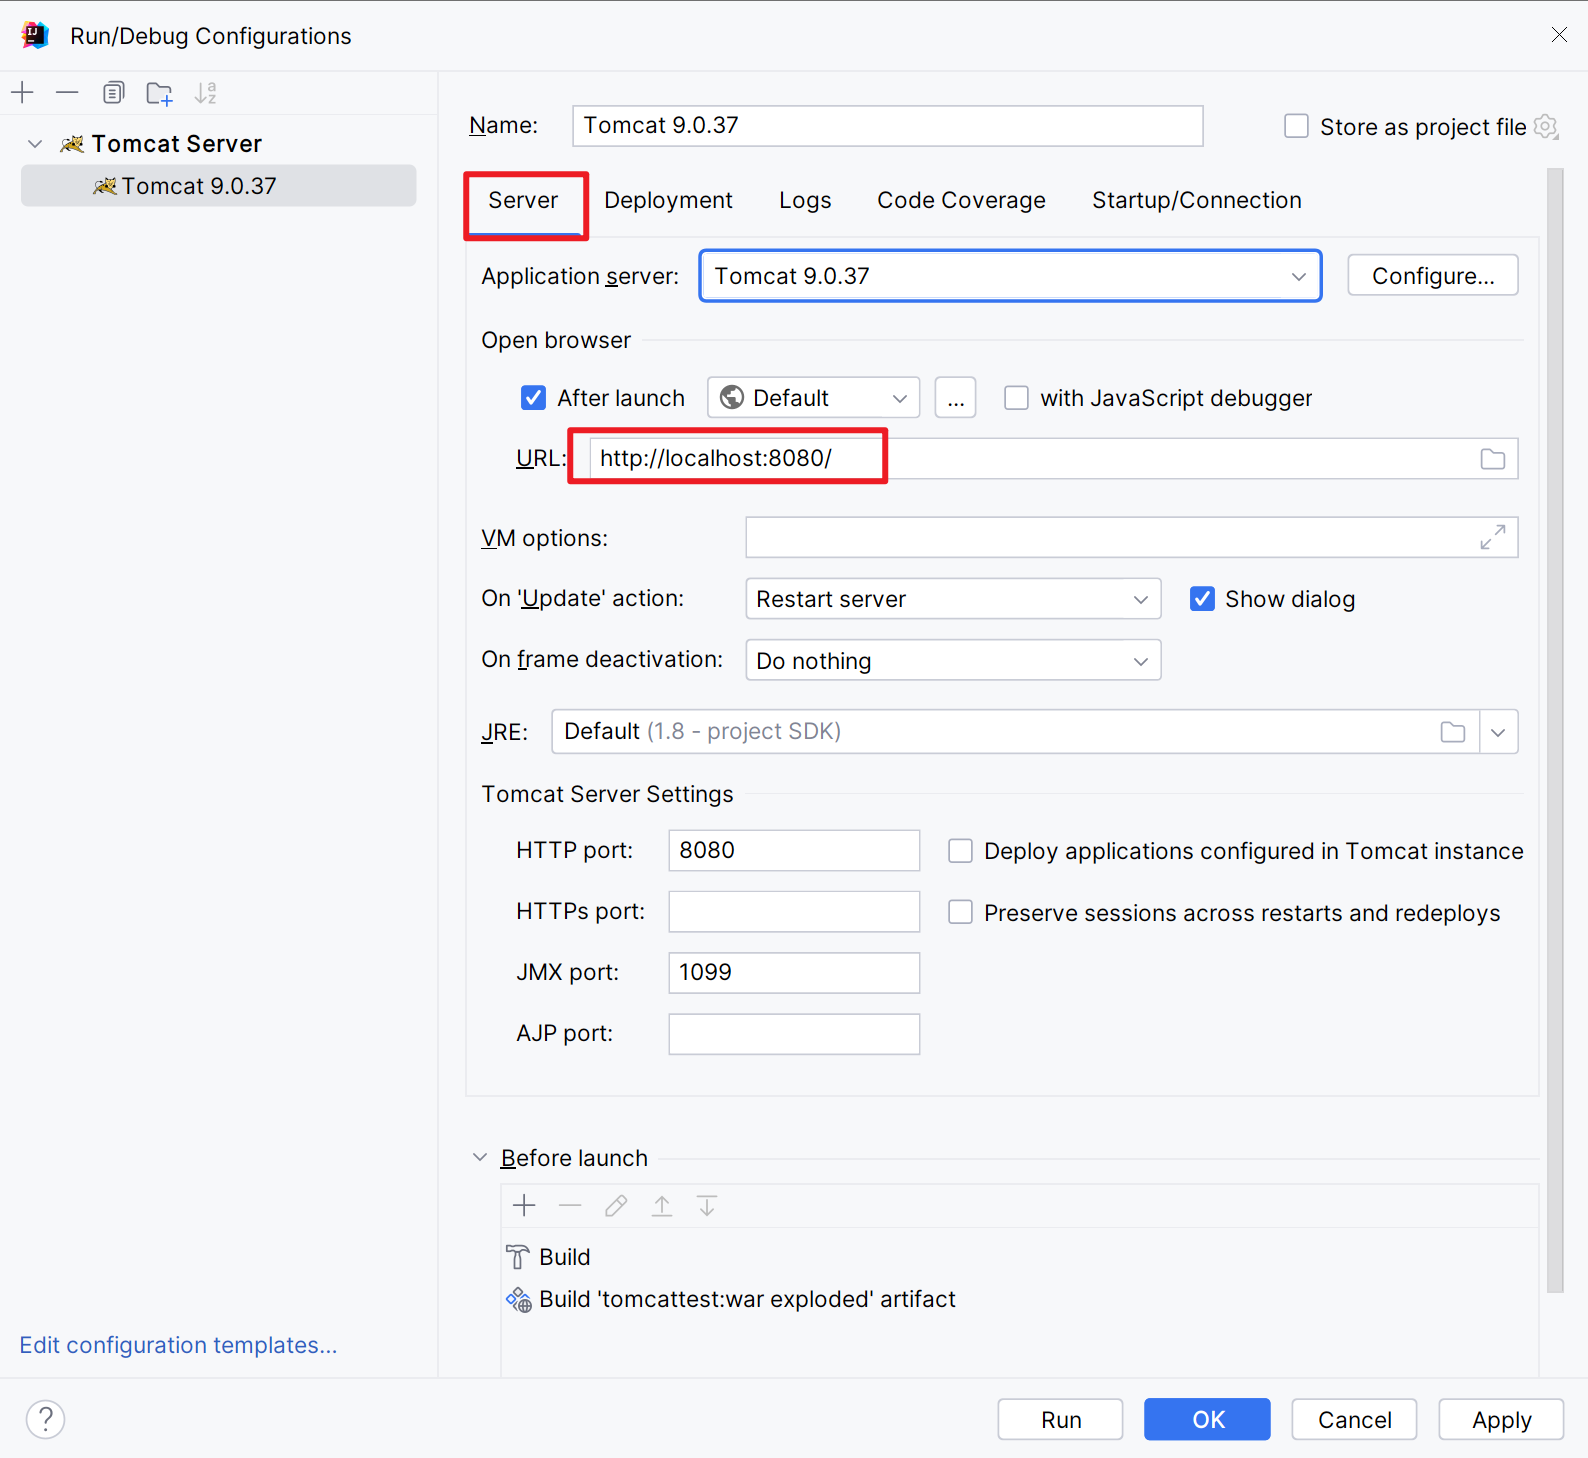 Run/Debug Configurations
Tomcat Server
Tomcat 9.0.37
Edit configuration templates...
Name: Tomcat 9.0.37 Store as project file
Server Deployment Logs Code Coverage Startup/Connection
Application server: Tomcat 9.0.37 Configure...
Open browser
After launch Default ... with JavaScript debugger
URL: http://localhost:8080/
VM options:
On 'Update' action: Restart server Show dialog
On frame deactivation: Do nothing
JRE: Default (1.8 - project SDK)
Tomcat Server Settings
HTTP port: 8080 Deploy applications configured in Tomcat instance
HTTPs port: Preserve sessions across restarts and redeploys
JMX port: 1099
AJP port:
Before launch
Build
Build 'tomcattest:war exploded' artifact
? Run OK Cancel Apply